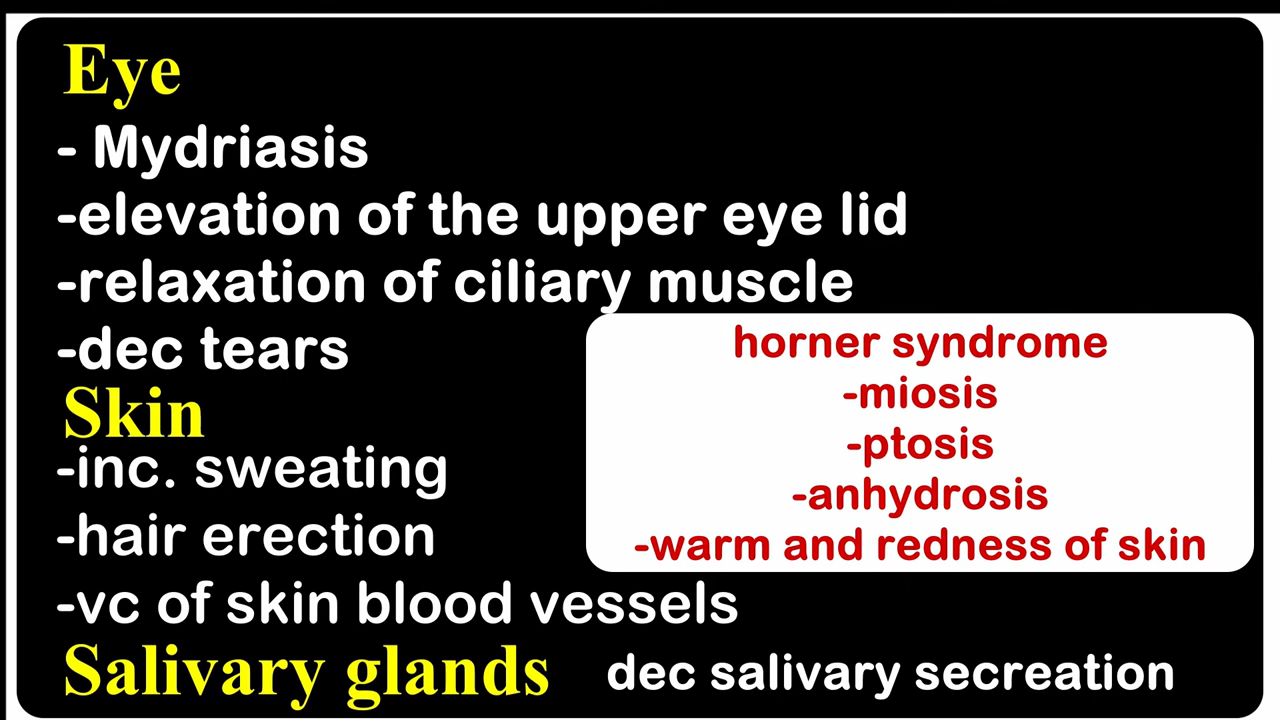 Eye
- Mydriasis
-elevation of the upper eye lid
-relaxation of ciliary muscle
-dec tears
Skin
-inc. sweating
-hair erection
-vc of skin blood vessels
Salivary glands dec salivary secreation
horner syndrome
-miosis
-ptosis
-anhydrosis
-warm and redness of skin